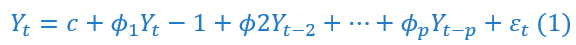 Yₜ = c + ϕ₁Yₜ − 1 + ϕ2Yₜ₋₂ + ⋯ + ϕₚYₜ₋ₚ + εₜ (1)